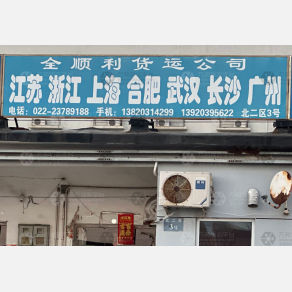 全顺利货运公司
江苏 浙江 上海 合肥 武汉 长沙 广州
电话：022-23789188 手机：13820314299 13920395622 北二区3号